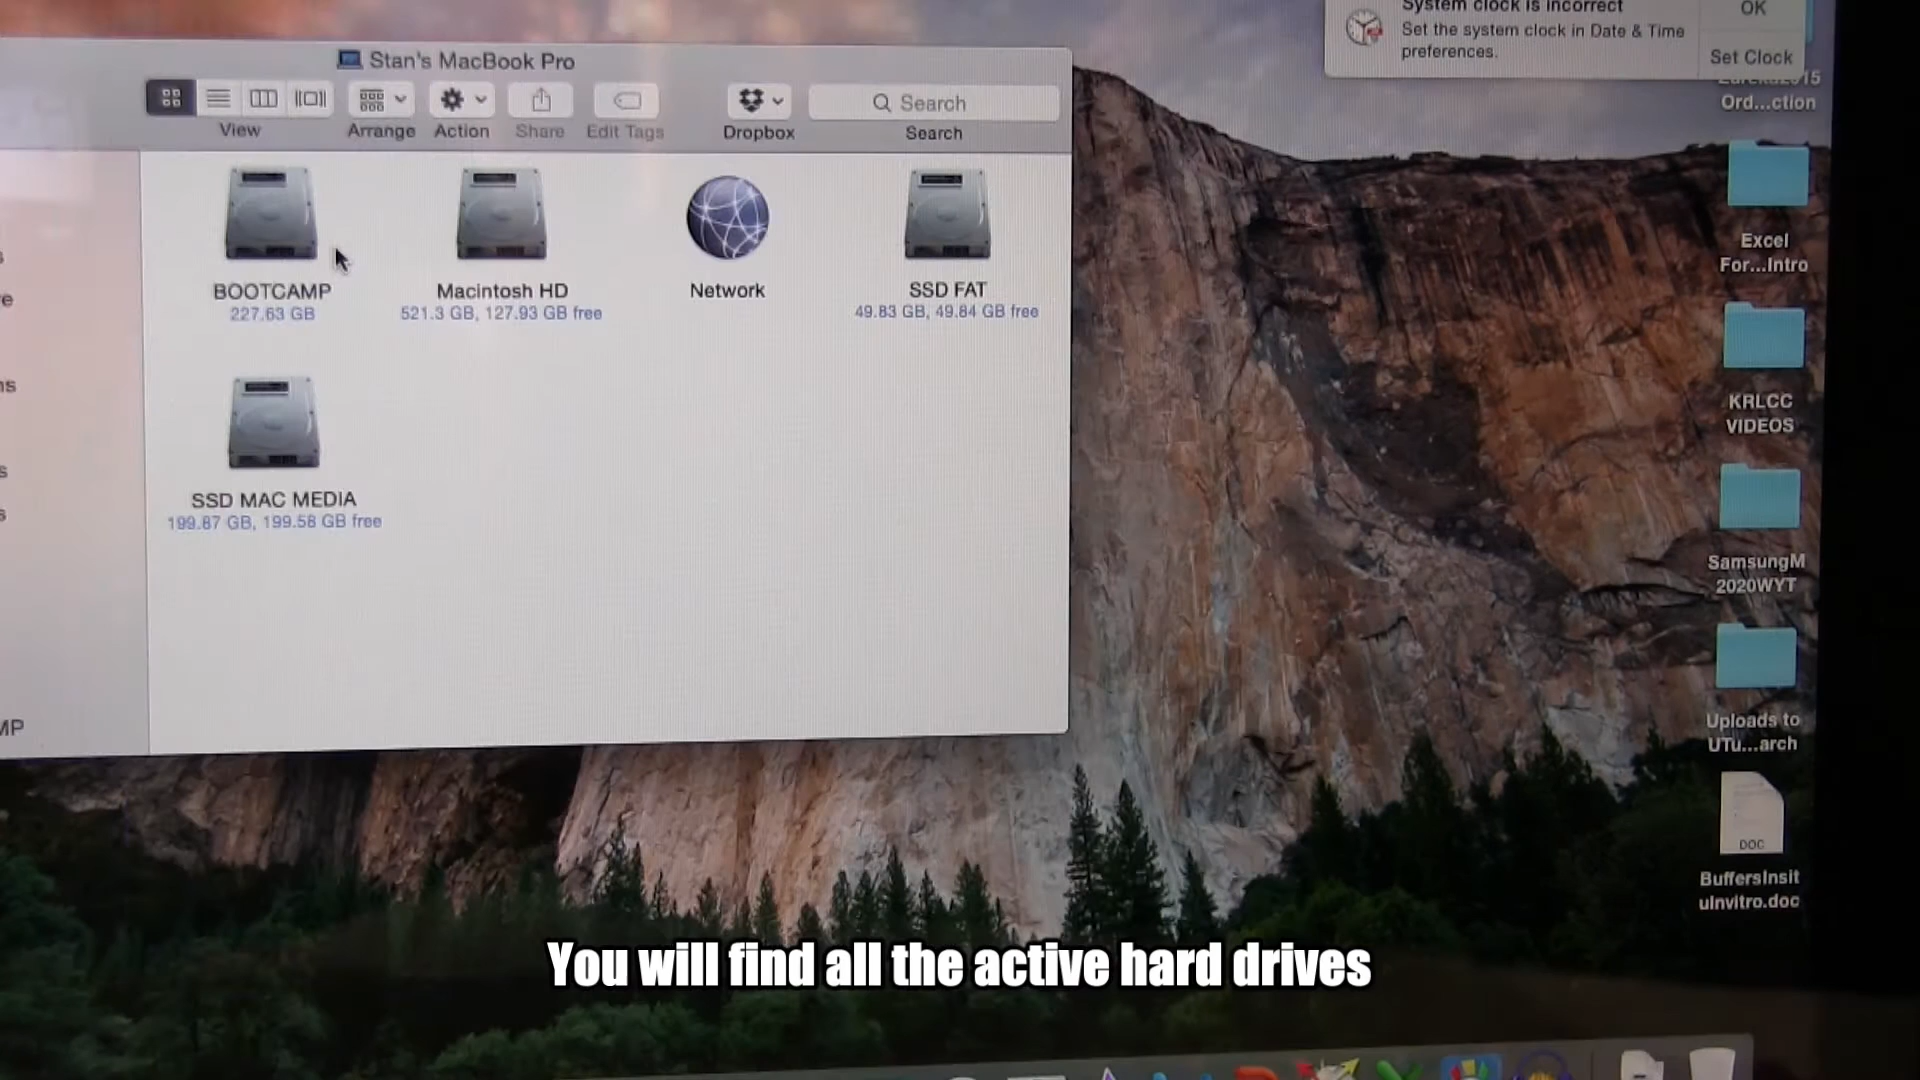 Stan's MacBook Pro
View
Arrange
Action
Share
Edit Tags
Dropbox
Search
Search
BOOTCAMP
227.63 GB
Macintosh HD
521.3 GB, 127.93 GB free
Network
SSD FAT
49.83 GB, 49.84 GB free
SSD MAC MEDIA
199.87 GB, 199.58 GB free
System clock is incorrect
Set the system clock in Date & Time
preferences.
OK
Set Clock
Ord...ction
Excel
For...Intro
KRLCC
VIDEOS
SamsungM
2020WYT
Uploads to
UTu...arch
DOC
BuffersInsit
uInvitro.doc
MP
You will find all the active hard drives